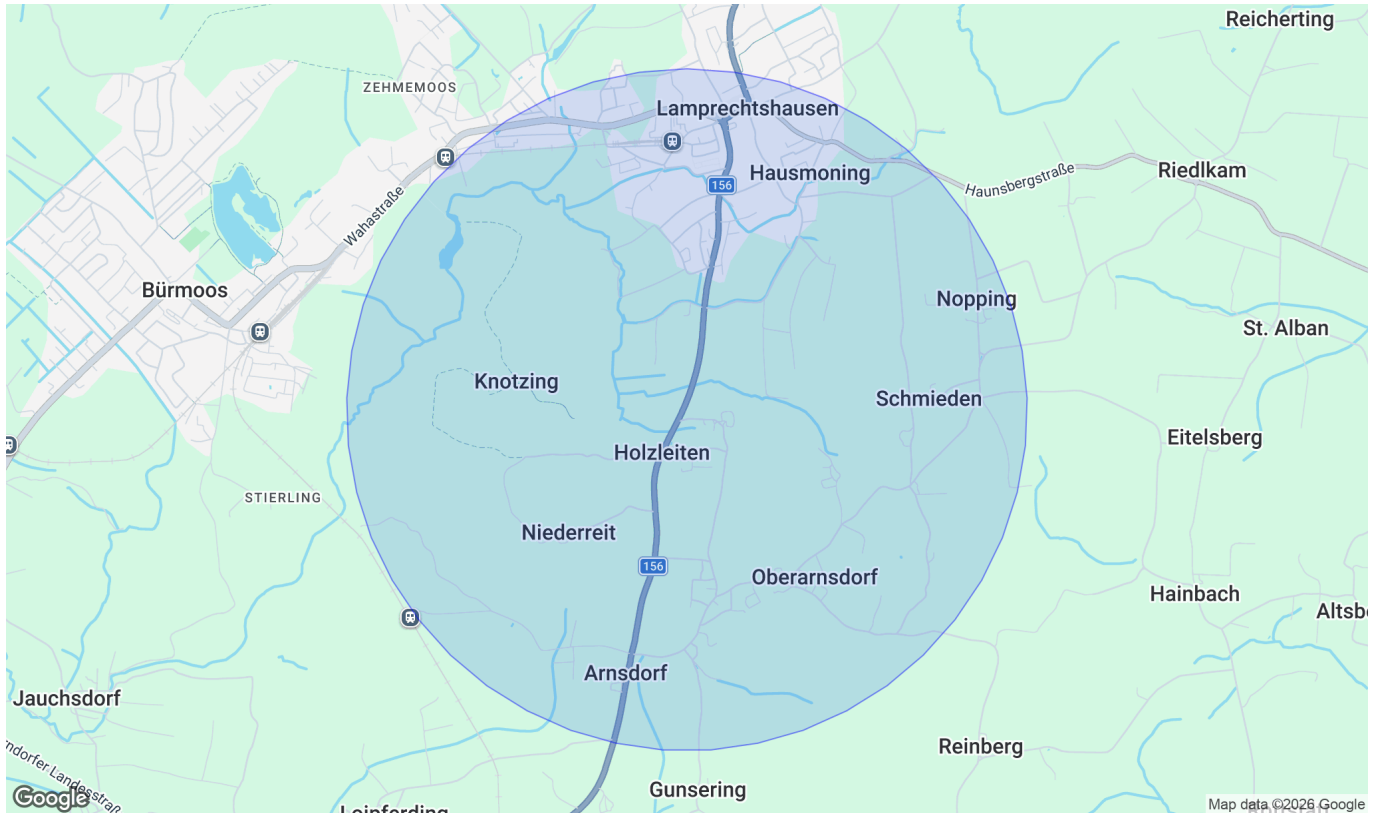 Reicherting
ZEHMEMOOS
Lamprechtshausen
Hausmoning
156
Haunsbergstraße
Riedlkam
Wahastraße
Bürmoos
Nopping
St. Alban
Knotzing
Schmieden
Eitelsberg
Holzleiten
STIERLING
Niederreit
156
Oberarnsdorf
Hainbach
Arnsdorf
Jauchsdorf
Reinberg
Gunsering
Google
Map data ©2026 Google